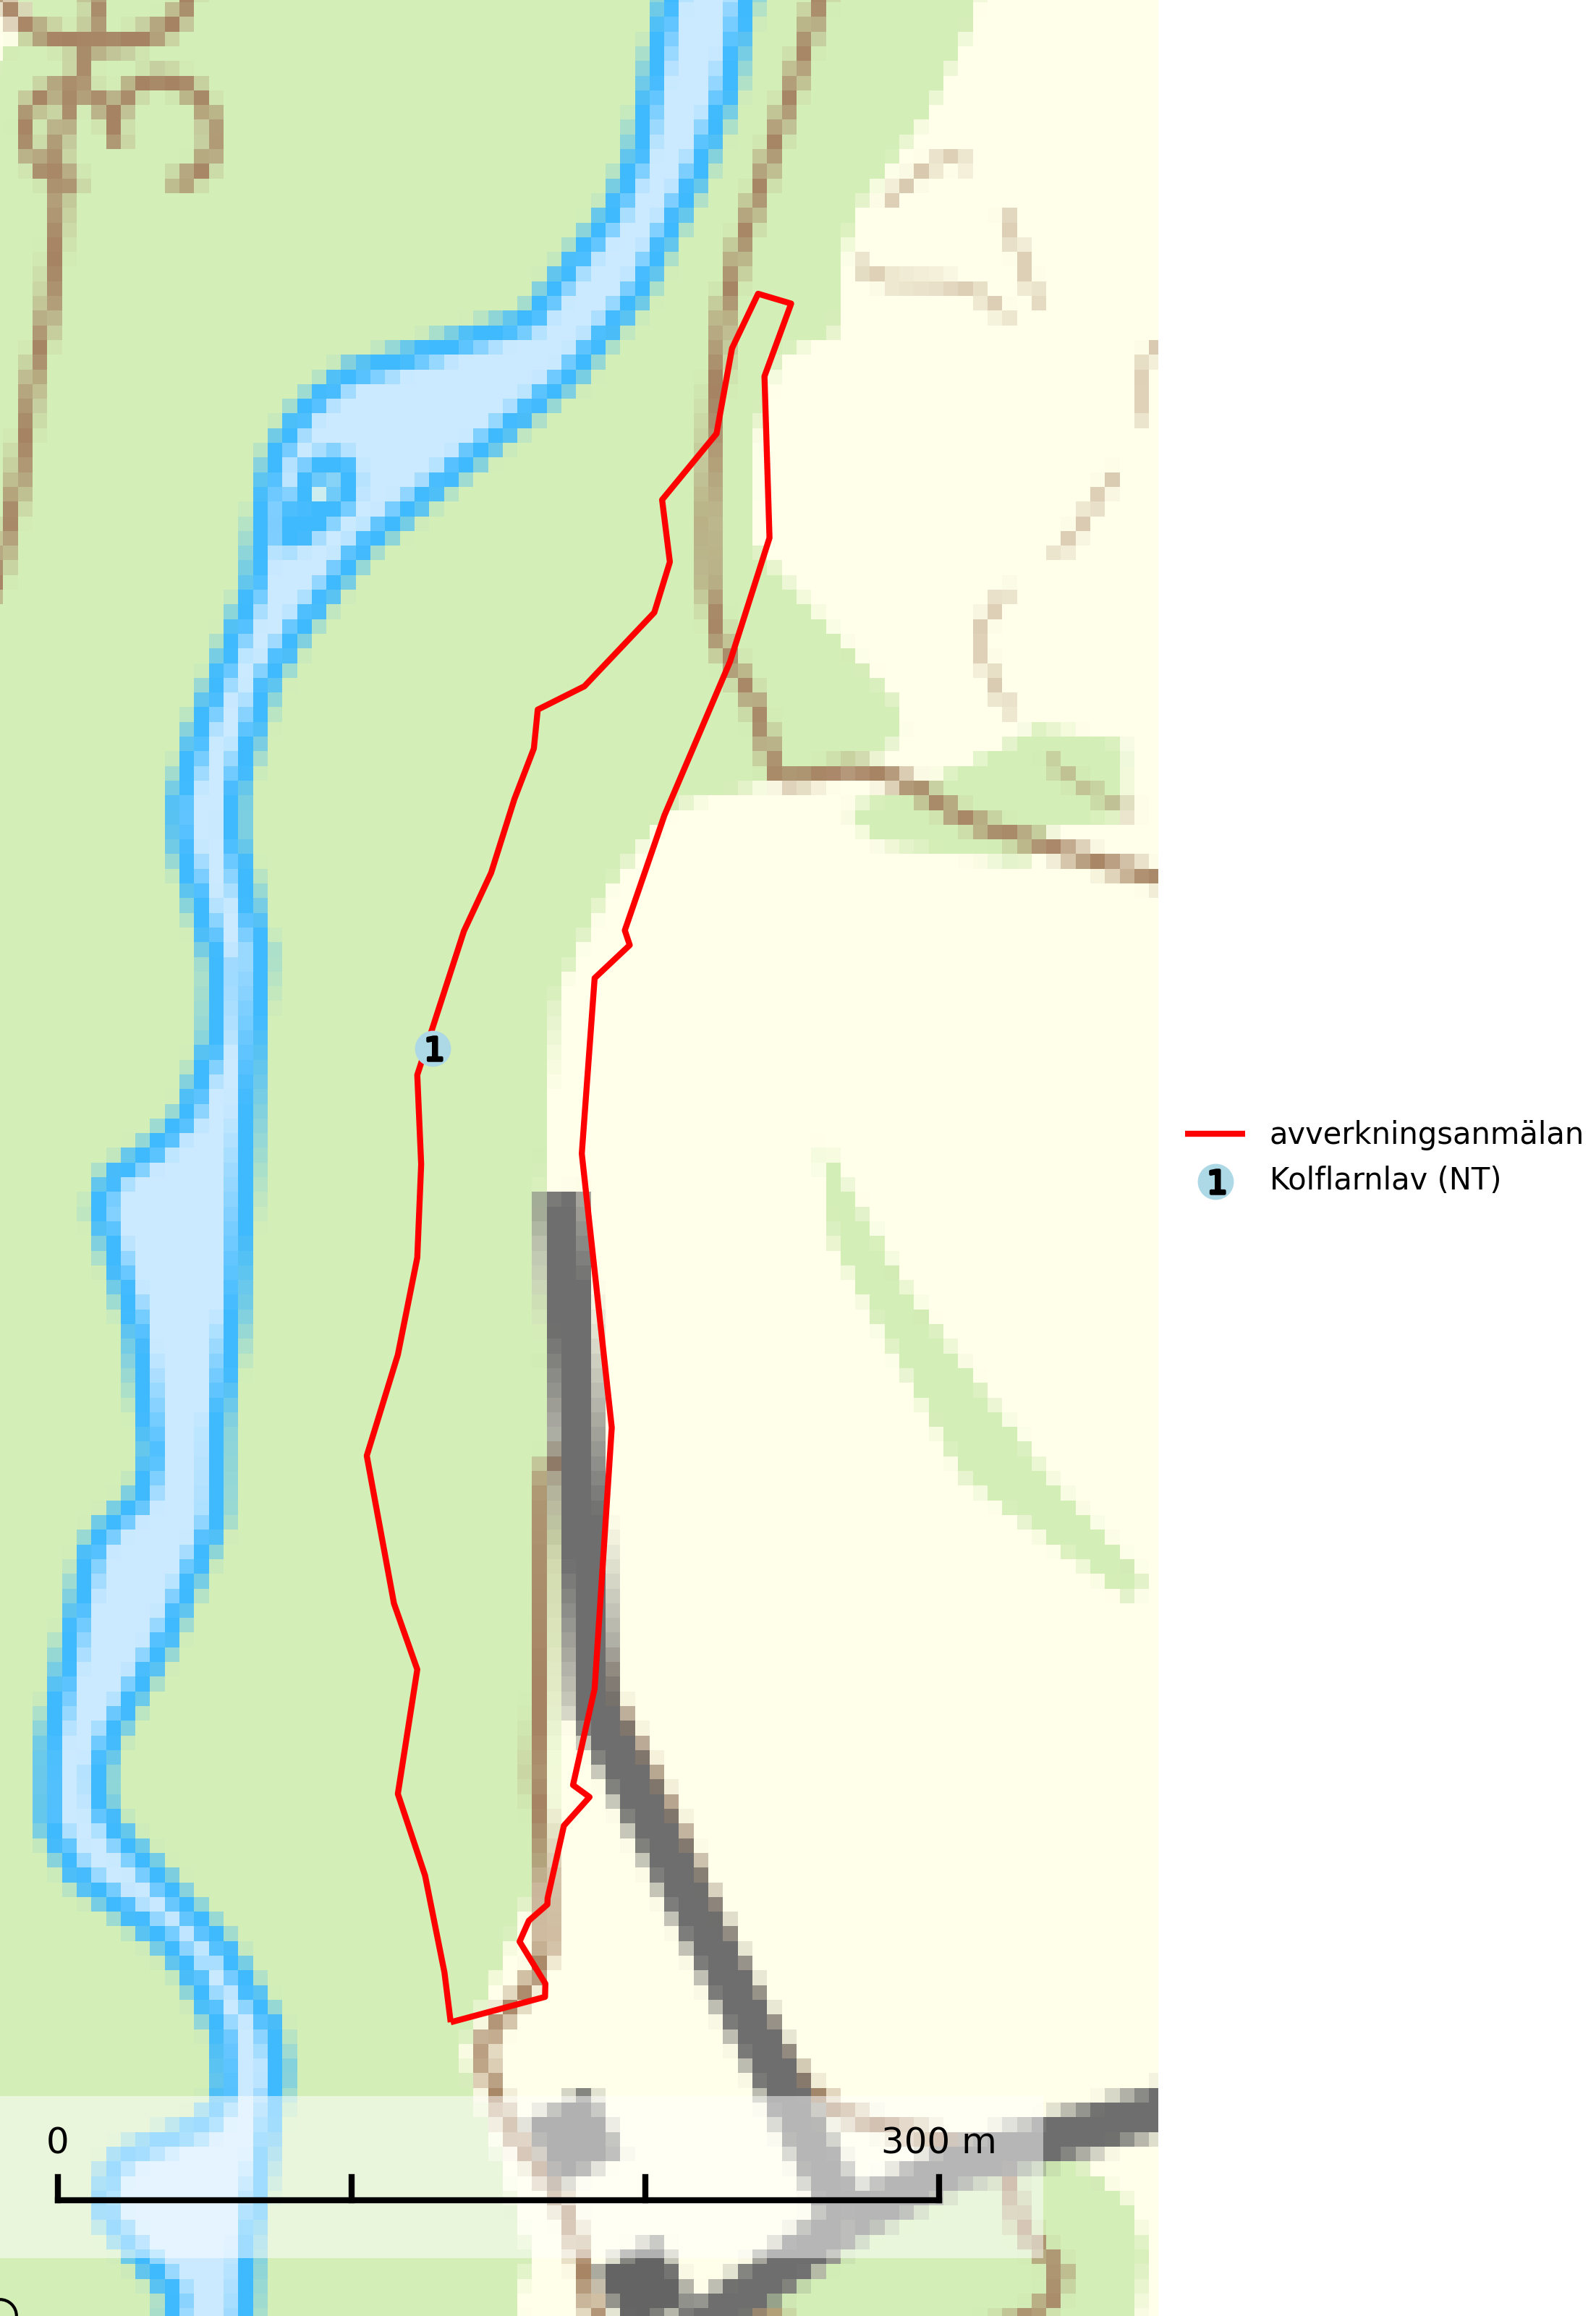 1
avverkningsanmälan
1 Kolflarnlav (NT)
0 300 m